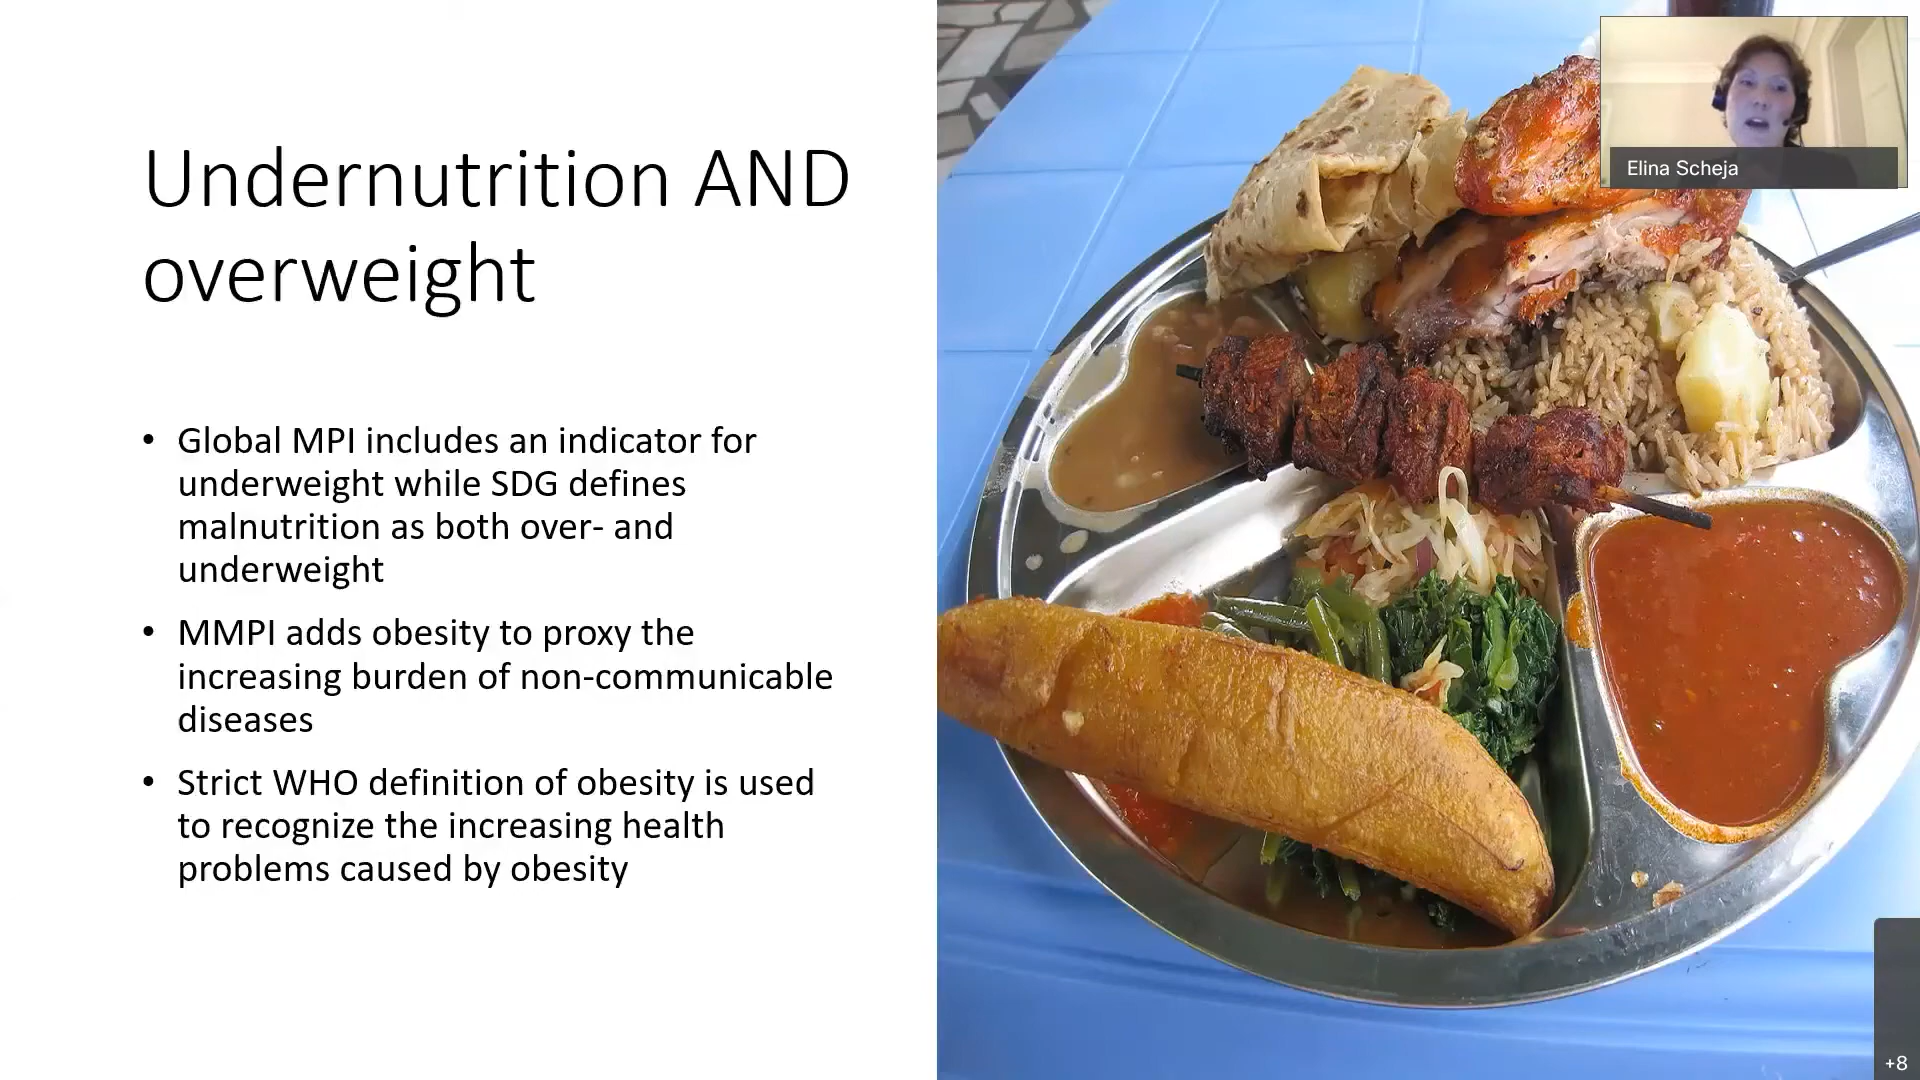 Undernutrition AND
overweight
• Global MPI includes an indicator for
underweight while SDG defines
malnutrition as both over- and
underweight
• MMPI adds obesity to proxy the
increasing burden of non-communicable
diseases
• Strict WHO definition of obesity is used
to recognize the increasing health
problems caused by obesity
Elina Scheja
+8